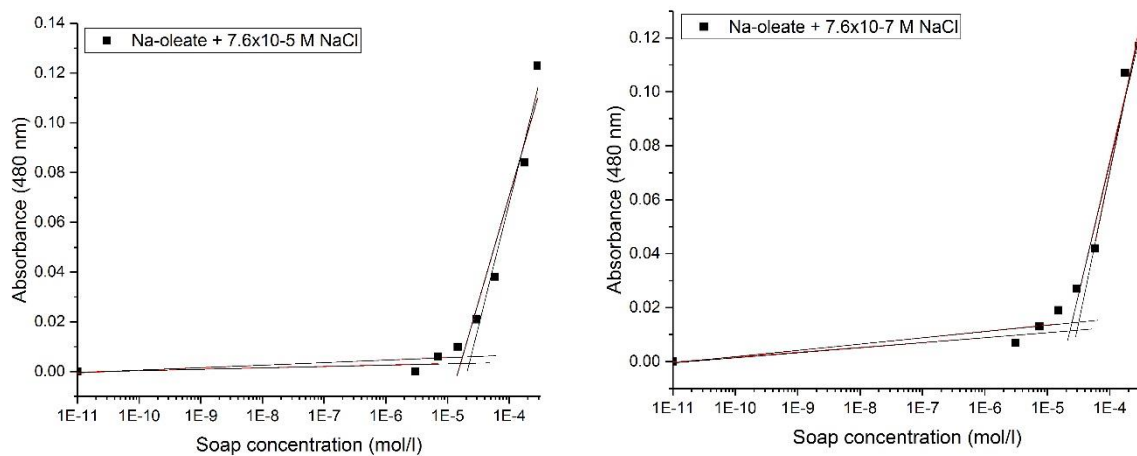 Na-oleate + 7.6x10-5 M NaCl
Absorbance (480 nm)
0.14
0.12
0.10
0.08
0.06
0.04
0.02
0.00
1E-11 1E-10 1E-9 1E-8 1E-7 1E-6 1E-5 1E-4
Soap concentration (mol/l)
Na-oleate + 7.6x10-7 M NaCl
Absorbance (480 nm)
0.12
0.10
0.08
0.06
0.04
0.02
0.00
1E-11 1E-10 1E-9 1E-8 1E-7 1E-6 1E-5 1E-4
Soap concentration (mol/l)